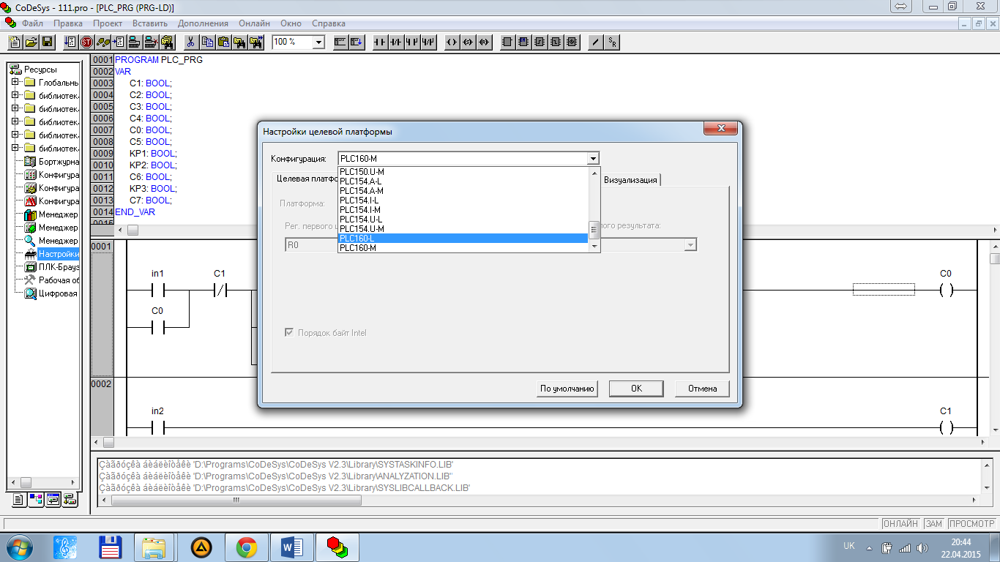 CoDeSys - 111.pro - [PLC_PRG (PRG-LD)]
Файл Правка Проект Вставить Дополнения Онлайн Окно Справка
100 %
Ресурсы
Глобальнь
библиотек
библиотек
библиотек
библиотек
библиотек
Бортжурна
Конфигура
Конфигура
Конфигура
Менеджер
Менеджер
Менеджер
Настройки
ПЛК-Брауз
Рабочая об
Цифровая
0001 PROGRAM PLC_PRG
0002 VAR
0003 C1: BOOL;
0004 C2: BOOL;
0005 C3: BOOL;
0006 C4: BOOL;
0007 C0: BOOL;
0008 C5: BOOL;
0009 KP1: BOOL;
0010 KP2: BOOL;
0011 C6: BOOL;
0012 KP3: BOOL;
0013 C7: BOOL;
0014 END_VAR
0015
Настройки целевой платформы
Конфигурация: PLC160-M
PLC150.U-M
PLC154.A-L
PLC154.A-M
PLC154.I-L
PLC154.I-M
PLC154.U-L
PLC154.U-M
PLC160-L
PLC160-M
Целевая платфо
Визуализация
Платформа:
Рег. первого ц
лого результата:
R0
Порядок байт Intel
По умолчанию OK Отмена
0001
in1 C1 C0
C0
0002
in2 C1
Çàãðóçêà áèáëèîòåêè 'D:\Programs\CoDeSys\CoDeSys V2.3\Library\SYSTASKINFO.LIB'
Çàãðóçêà áèáëèîòåêè 'D:\Programs\CoDeSys\CoDeSys V2.3\Library\ANALYZATION.LIB'
Çàãðóçêà áèáëèîòåêè 'D:\Programs\CoDeSys\CoDeSys V2.3\Library\SYSLIBCALLBACK.LIB'
ОНЛАЙН ЗАМ ПРОСМОТР
UK
20:44
22.04.2015